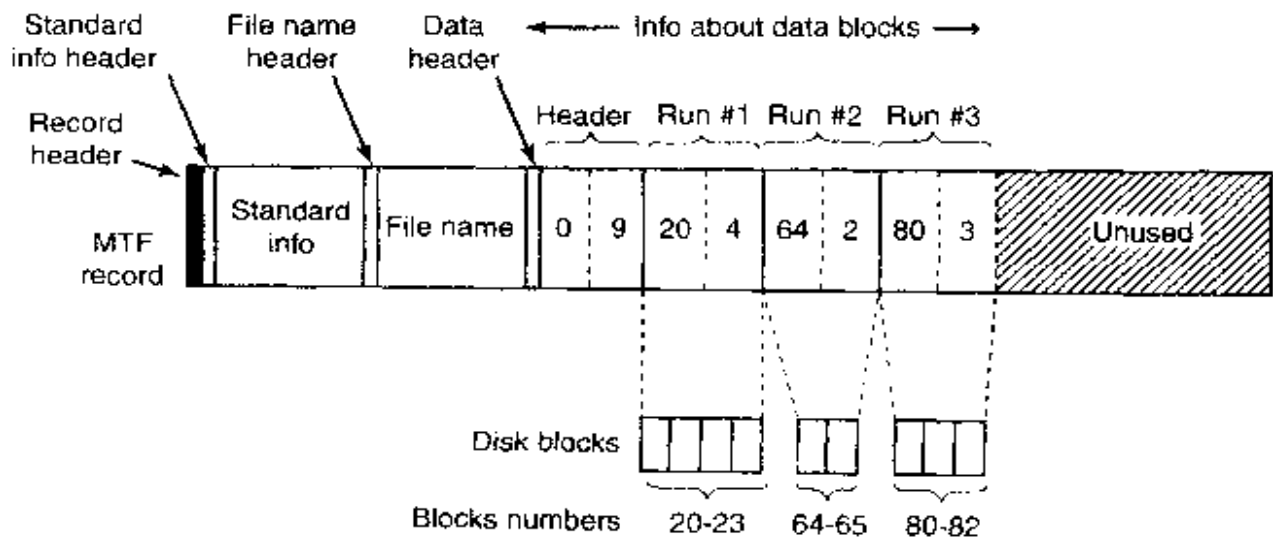 Standard
info header
File name
header
Data
header
Info about data blocks
Record
header
Header
Run #1
Run #2
Run #3
MTF
record
Standard
info
File name
0 9 20 4 64 2 80 3
Unused
Disk blocks
Blocks numbers
20-23
64-65
80-82